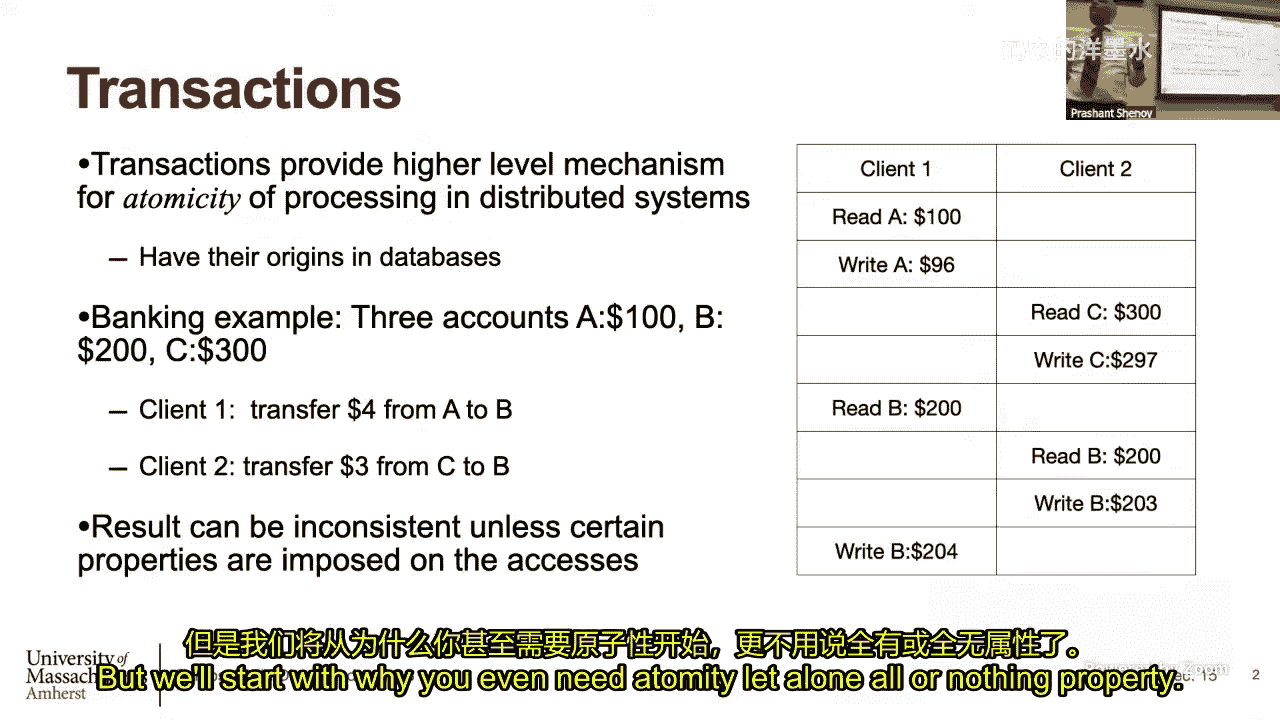 Transactions
•Transactions provide higher level mechanism
for atomicity of processing in distributed systems
– Have their origins in databases
•Banking example: Three accounts A:$100, B:
$200, C:$300
– Client 1: transfer $4 from A to B
– Client 2: transfer $3 from C to B
•Result can be inconsistent unless certain
properties are imposed on the accesses
的洋墨水
Prashant Shenoy
Client 1 Client 2
Read A: $100
Write A: $96
Read C: $300
Write C:$297
Read B: $200
Read B: $200
Write B:$203
Write B:$204
但是我们将从为什么你甚至需要原子性开始，更不用说全有或全无属性了。
But we'll start with why you even need atomity let alone all or nothing property.
University of
Amherst
Zoom
2